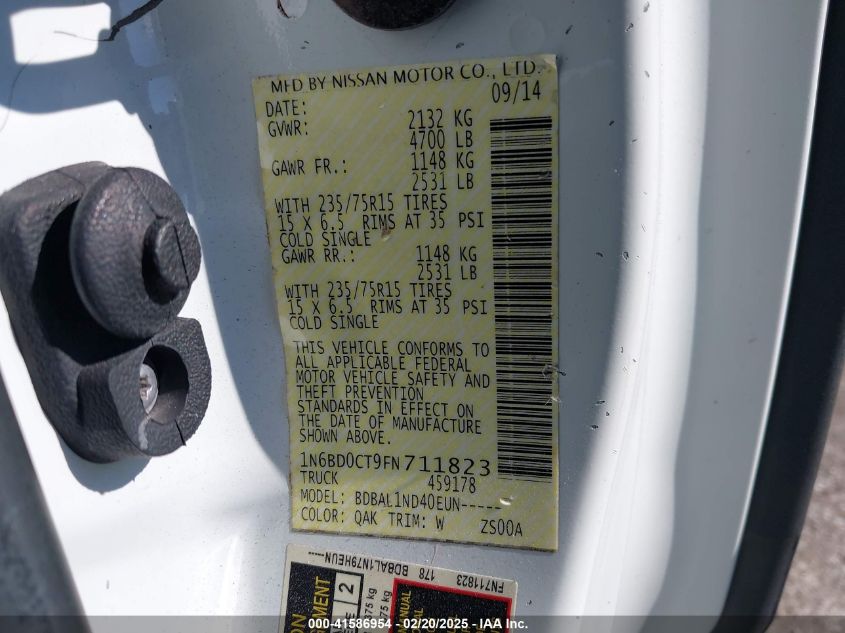 MFD BY NISSAN MOTOR CO., LTD.
DATE: 09/14
GVWR: 2132 KG
4700 LB
GAWR FR.: 1148 KG
2531 LB
WITH 235/75R15 TIRES
15 X 6.5 RIMS AT 35 PSI
COLD SINGLE
GAWR RR.: 1148 KG
2531 LB
WITH 235/75R15 TIRES
15 X 6.5 RIMS AT 35 PSI
COLD SINGLE
THIS VEHICLE CONFORMS TO
ALL APPLICABLE FEDERAL
MOTOR VEHICLE SAFETY AND
THEFT PREVENTION
STANDARDS IN EFFECT ON
THE DATE OF MANUFACTURE
SHOWN ABOVE.
1N6BD0CT9FN711823
TRUCK 459178
MODEL: BDBAL1ND40EUN-----
COLOR: QAK TRIM: W ZS00A
FN711823
178 BDBAL1N79HEUN-----
2
41586954 - 02/20/2025 - IAA Inc.